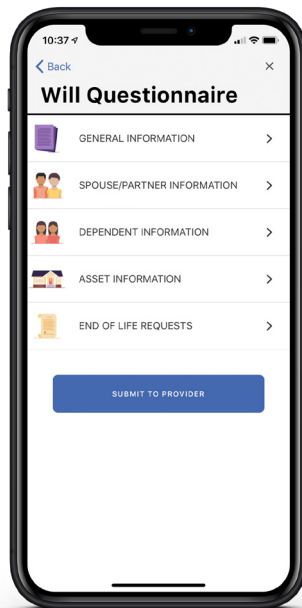 10:37
Back
Will Questionnaire
GENERAL INFORMATION
SPOUSE/PARTNER INFORMATION
DEPENDENT INFORMATION
ASSET INFORMATION
END OF LIFE REQUESTS
SUBMIT TO PROVIDER